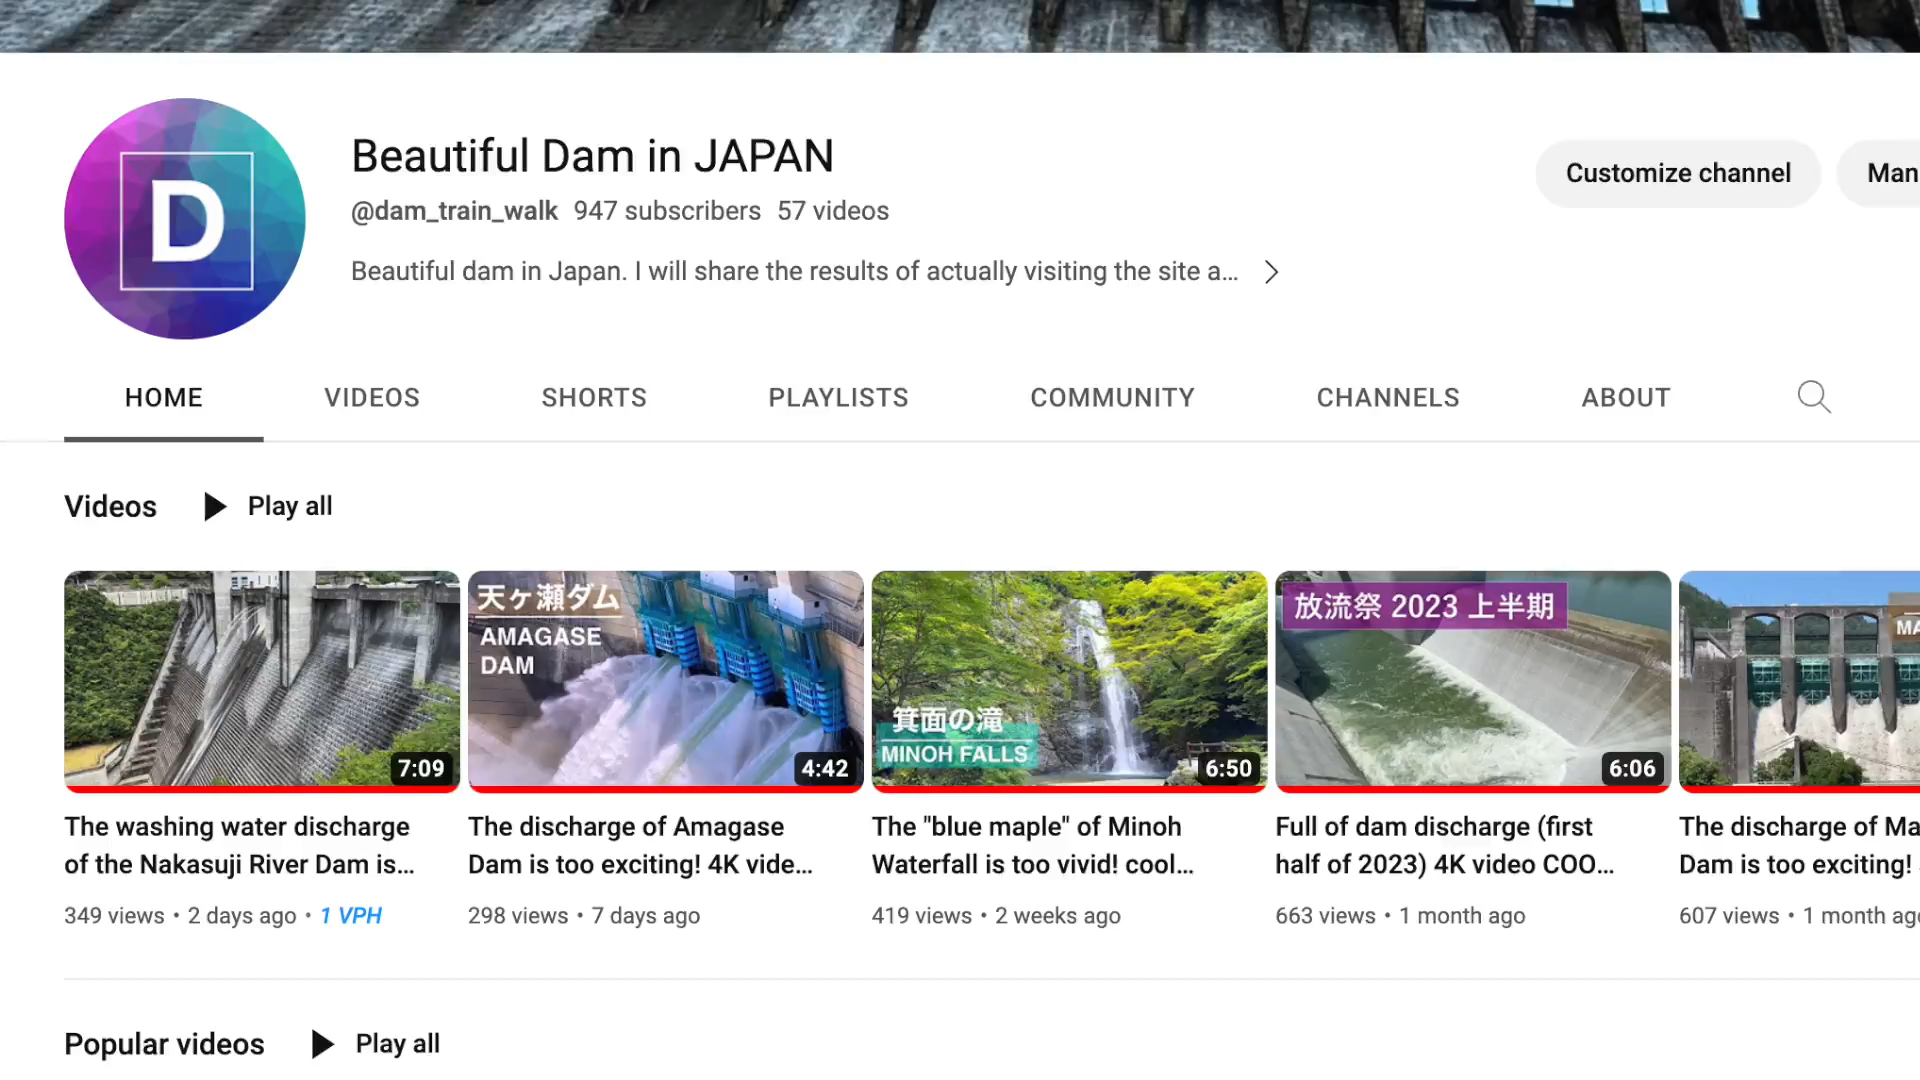 D
Beautiful Dam in JAPAN
@dam_train_walk 947 subscribers 57 videos
Beautiful dam in Japan. I will share the results of actually visiting the site a...
Customize channel
Man
HOME VIDEOS SHORTS PLAYLISTS COMMUNITY CHANNELS ABOUT
Videos Play all
7:09
天ヶ瀬ダム
AMAGASE
DAM
4:42
箕面の滝
MINOH FALLS
6:50
放流祭 2023 上半期
6:06
MA
The washing water discharge
of the Nakasuji River Dam is...
349 views • 2 days ago • 1 VPH
The discharge of Amagase
Dam is too exciting! 4K vide...
298 views • 7 days ago
The "blue maple" of Minoh
Waterfall is too vivid! cool...
419 views • 2 weeks ago
Full of dam discharge (first
half of 2023) 4K video COO...
663 views • 1 month ago
The discharge of Ma
Dam is too exciting!
607 views • 1 month ago
Popular videos Play all